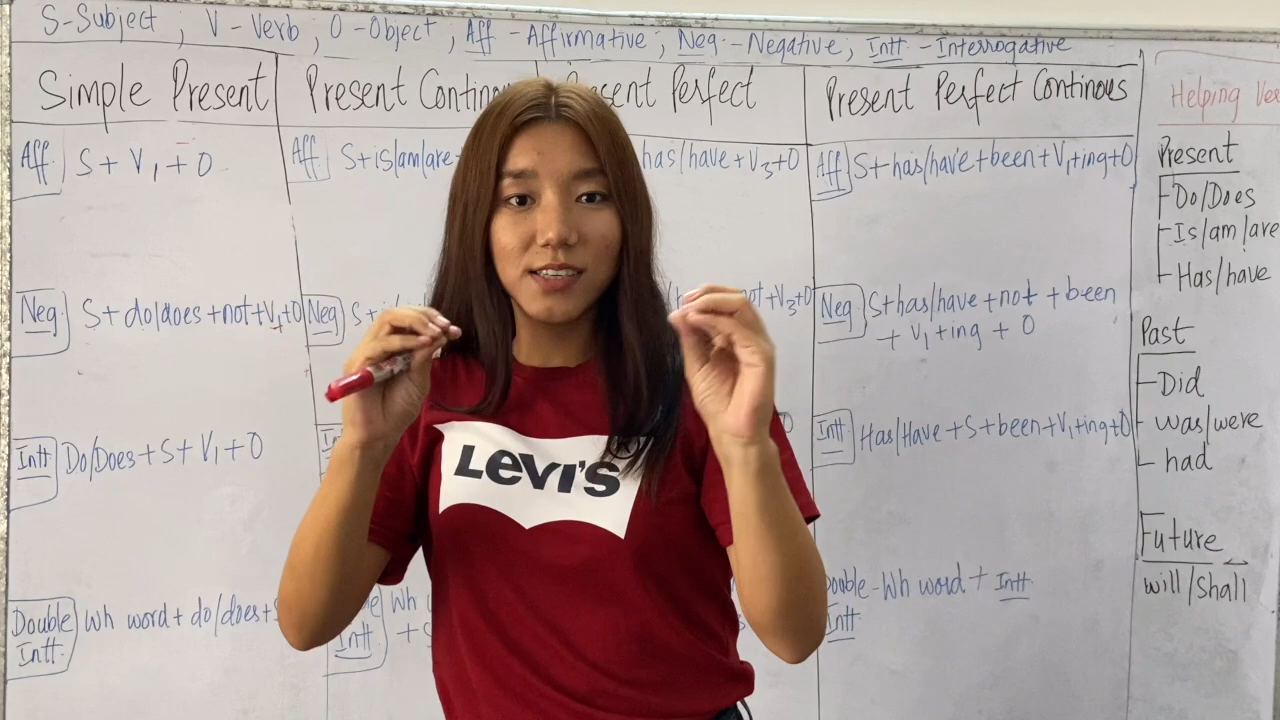 S-Subject, V-Verb, O-Object, Aff-Affirmative, Neg.-Negative, Intt-Interrogative
Simple Present
Aff S+V1+O
Neg S+do/does+not+V1+O
Intt Do/Does+S+V1+O
Double Wh word+do/does+
Intt.
Present
Aff S+is/am/are
Neg S+
Wh
Intt +
Perfect
has/have+V3+O
not+V3+O
Present Perfect Continous
Aff S+has/have+been+V1+ing+O
Neg S+has/have+not+been
+V1+ing+O
Intt Has/Have+S+been+V1+ing+O
Double-Wh word+Intt
Intt
Helping
Present
Do/Does
Is/am/are
Has/have
Past
Did
was/were
had
Future
will/Shall
LEVI'S
®